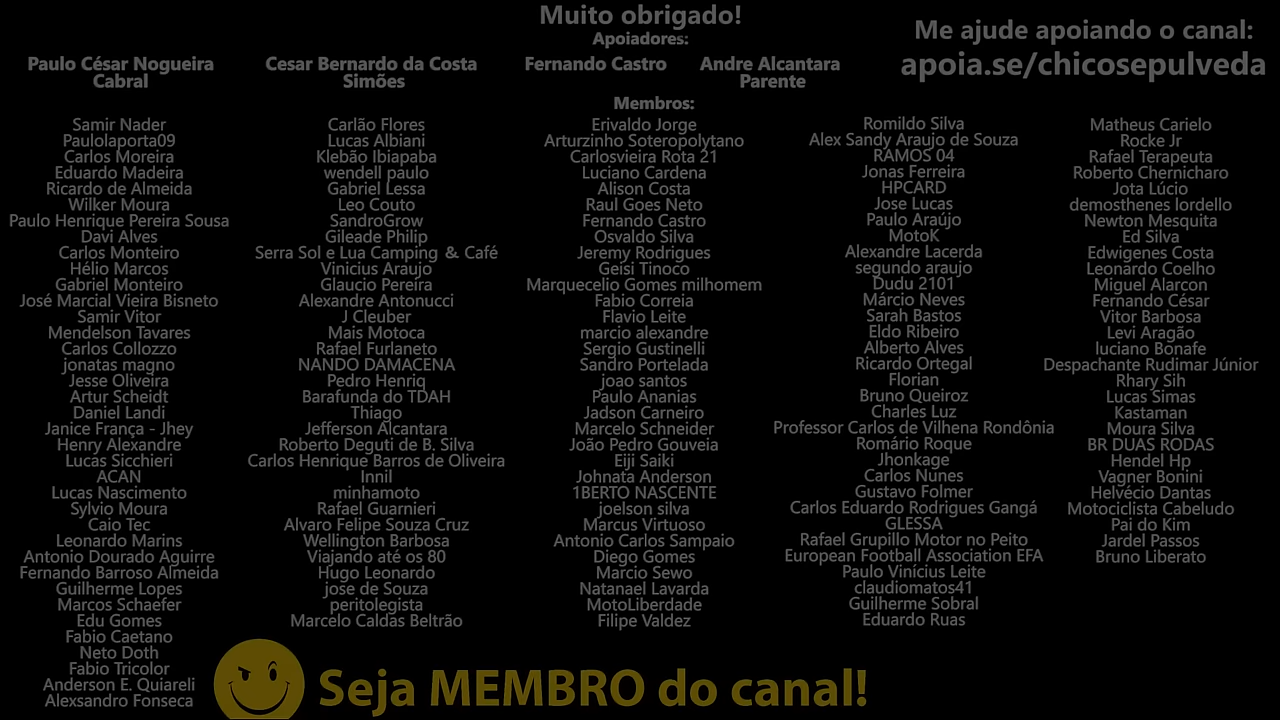 Muito obrigado!
Apoiadores:
Me ajude apoiando o canal:
apoia.se/chicosepulveda
Paulo César Nogueira
Cabral
Cesar Bernardo da Costa
Simões
Fernando Castro
Andre Alcantara
Parente
Membros:
Samir Nader
Paulolaporta09
Carlos Moreira
Eduardo Madeira
Ricardo de Almeida
Wilker Moura
Paulo Henrique Pereira Sousa
Davi Alves
Carlos Monteiro
Hélio Marcos
Gabriel Monteiro
José Marcial Vieira Bisneto
Samir Vitor
Mendelson Tavares
Carlos Collozzo
jonatas magno
Jesse Oliveira
Artur Scheidt
Daniel Landi
Janice França - Jhey
Henry Alexandre
Lucas Sicchieri
ACAN
Lucas Nascimento
Sylvio Moura
Caio Tec
Leonardo Marins
Antonio Dourado Aguirre
Fernando Barroso Almeida
Guilherme Lopes
Marcos Schaefer
Edu Gomes
Fabio Caetano
Neto Doth
Fabio Tricolor
Anderson E. Quiareli
Alexsandro Fonseca
Carlão Flores
Lucas Albiani
Klebão Ibiapaba
wendell paulo
Gabriel Lessa
Leo Couto
SandroGrow
Gileade Philip
Serra Sol e Lua Camping & Café
Vinicius Araujo
Glaucio Pereira
Alexandre Antonucci
J Cleuber
Mais Motoca
Rafael Furlaneto
NANDO DAMACENA
Pedro Henriq
Barafunda do TDAH
Thiago
Jefferson Alcantara
Roberto Deguti de B. Silva
Carlos Henrique Barros de Oliveira
Innil
minhamoto
Rafael Guarnieri
Alvaro Felipe Souza Cruz
Wellington Barbosa
Viajando até os 80
Hugo Leonardo
jose de Souza
peritolegista
Marcelo Caldas Beltrão
Erivaldo Jorge
Arturzinho Soteropolytano
Carlosvieira Rota 21
Luciano Cardena
Alison Costa
Raul Goes Neto
Fernando Castro
Osvaldo Silva
Jeremy Rodrigues
Geisi Tinoco
Marquecelio Gomes milhomem
Fabio Correia
Flavio Leite
marcio alexandre
Sergio Gustinelli
Sandro Portelada
joao santos
Paulo Ananias
Jadson Carneiro
Marcelo Schneider
João Pedro Gouveia
Eiji Saiki
Johnata Anderson
1BERTO NASCENTE
joelson silva
Marcus Virtuoso
Antonio Carlos Sampaio
Diego Gomes
Marcio Sewo
Natanael Lavarda
MotoLiberdade
Filipe Valdez
Romildo Silva
Alex Sandy Araujo de Souza
RAMOS 04
Jonas Ferreira
HPCARD
Jose Lucas
Paulo Araújo
MotoK
Alexandre Lacerda
segundo araujo
Dudu 2101
Márcio Neves
Sarah Bastos
Eldo Ribeiro
Alberto Alves
Ricardo Ortegal
Florian
Bruno Queiroz
Charles Luz
Professor Carlos de Vilhena Rondônia
Romário Roque
Jhonkage
Carlos Nunes
Gustavo Folmer
Carlos Eduardo Rodrigues Gangá
GLESSA
Rafael Grupillo Motor no Peito
European Football Association EFA
Paulo Vinícius Leite
claudiomatos41
Guilherme Sobral
Eduardo Ruas
Matheus Carielo
Rocke Jr
Rafael Terapeuta
Roberto Chernicharo
Jota Lúcio
demosthenes lordello
Newton Mesquita
Ed Silva
Edwigenes Costa
Leonardo Coelho
Miguel Alarcon
Fernando César
Vitor Barbosa
Levi Aragão
luciano Bonafe
Despachante Rudimar Júnior
Rhary Sih
Lucas Simas
Kastaman
Moura Silva
BR DUAS RODAS
Hendel Hp
Vagner Bonini
Helvécio Dantas
Motociclista Cabeludo
Pai do Kim
Jardel Passos
Bruno Liberato
Seja MEMBRO do canal!